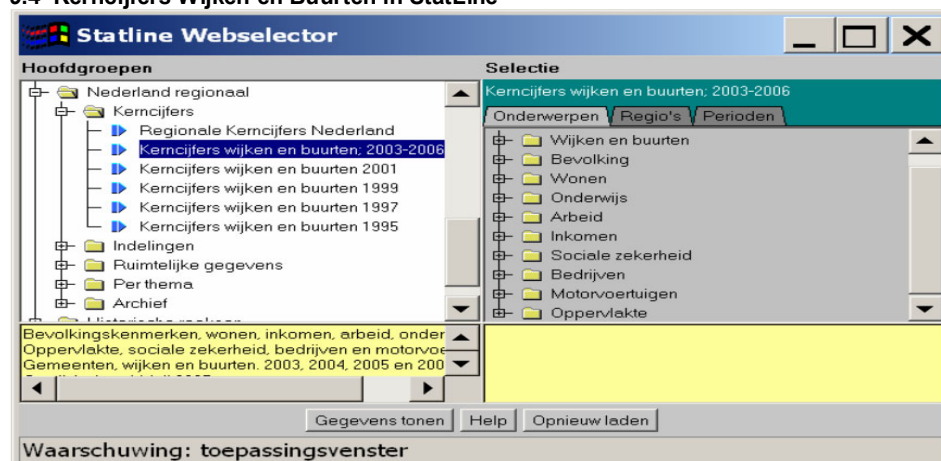 Kerncijfers Wijken en Buurten in StatLine
Statline Webselector
Hoofdgroepen
Nederland regionaal
Kerncijfers
Regionale Kerncijfers Nederland
Kerncijfers wijken en buurten; 2003-2006
Kerncijfers wijken en buurten 2001
Kerncijfers wijken en buurten 1999
Kerncijfers wijken en buurten 1997
Kerncijfers wijken en buurten 1995
Indelingen
Ruimtelijke gegevens
Per thema
Archief
Selectie
Kerncijfers wijken en buurten; 2003-2006
Onderwerpen Regio's Perioden
Wijken en buurten
Bevolking
Wonen
Onderwijs
Arbeid
Inkomen
Sociale zekerheid
Bedrijven
Motorvoertuigen
Oppervlakte
Bevolkingskenmerken, wonen, inkomen, arbeid, onder
Oppervlakte, sociale zekerheid, bedrijven en motorvoe
Gemeenten, wijken en buurten. 2003, 2004, 2005 en 200
Gegevens tonen Help Opnieuw laden
Waarschuwing: toepassingsvenster